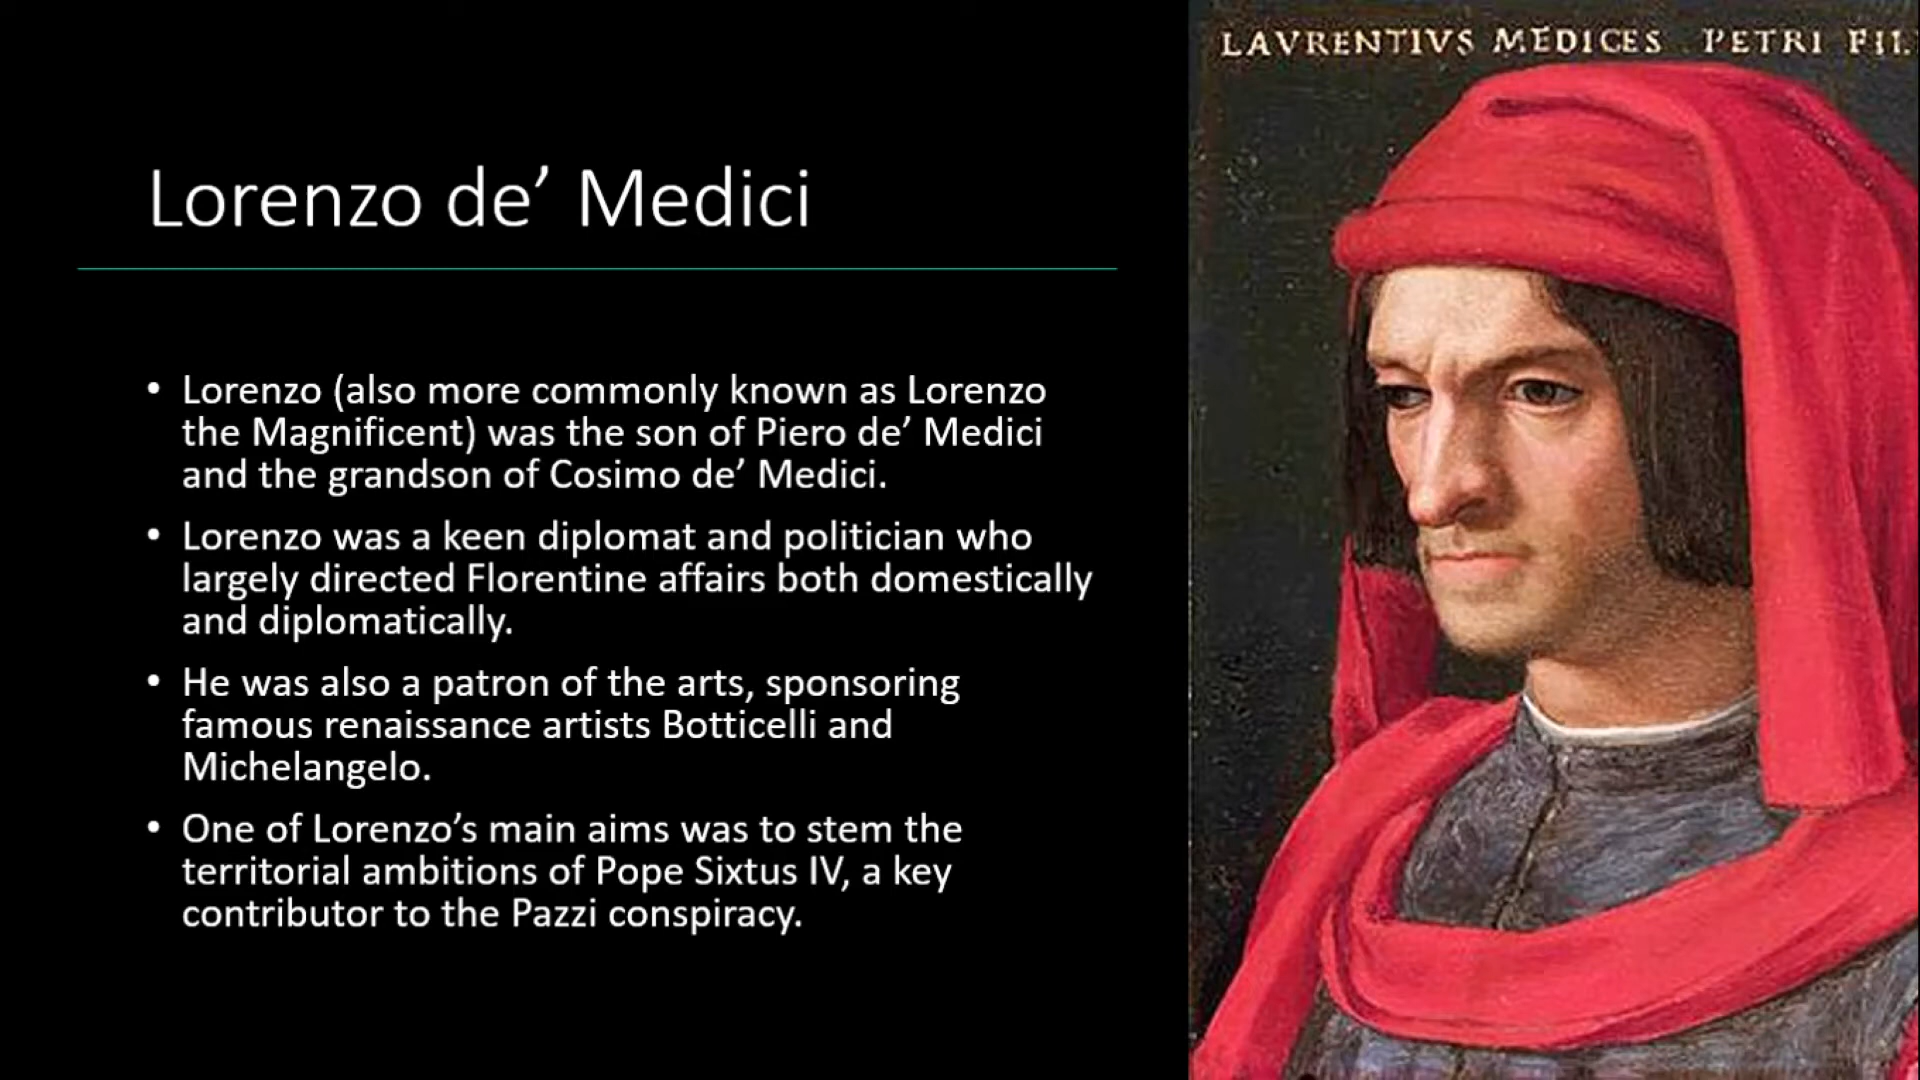 LAVRENTIVS MEDICES PETRI FIL.
Lorenzo de’ Medici
• Lorenzo (also more commonly known as Lorenzo
the Magnificent) was the son of Piero de’ Medici
and the grandson of Cosimo de’ Medici.
• Lorenzo was a keen diplomat and politician who
largely directed Florentine affairs both domestically
and diplomatically.
• He was also a patron of the arts, sponsoring
famous renaissance artists Botticelli and
Michelangelo.
• One of Lorenzo’s main aims was to stem the
territorial ambitions of Pope Sixtus IV, a key
contributor to the Pazzi conspiracy.